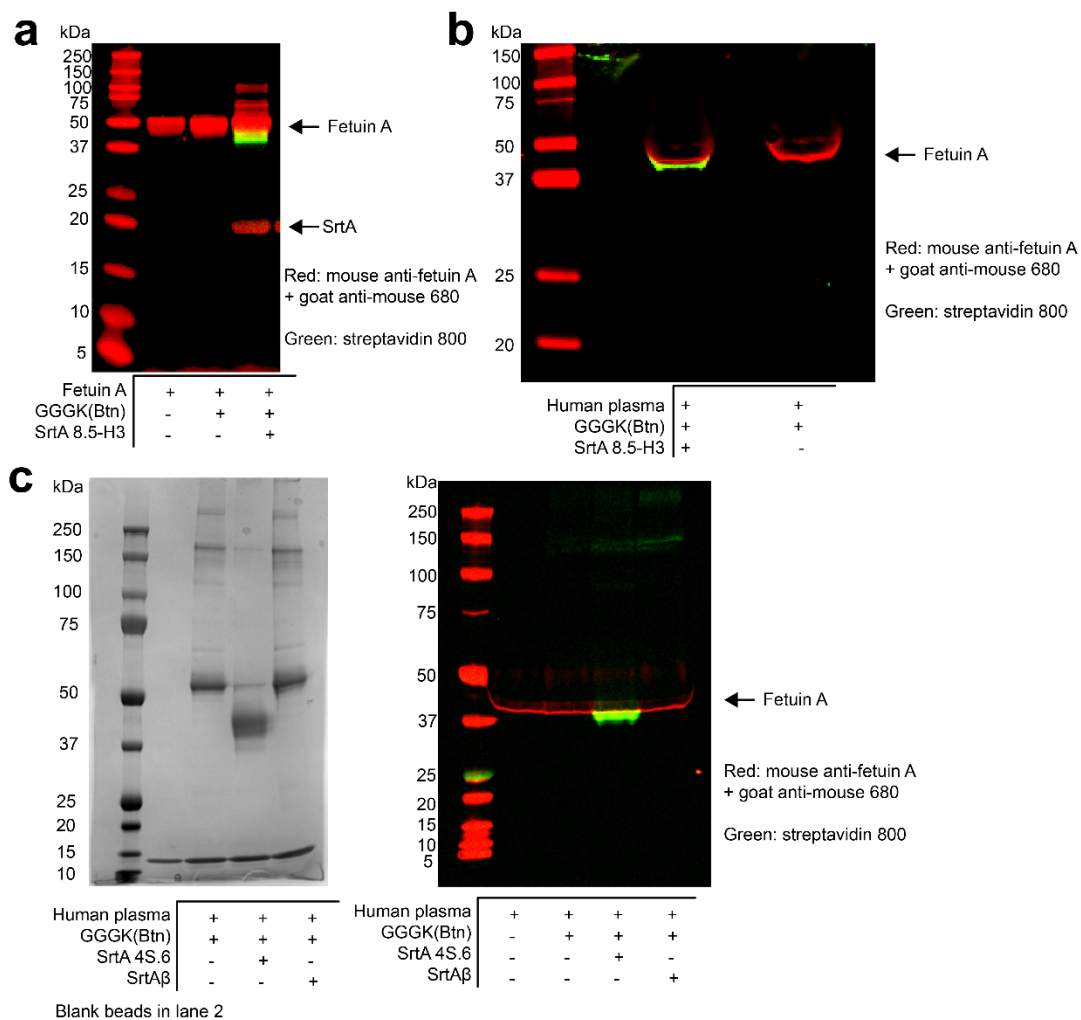 a
kDa
250
150
100
75
50
37
25
20
15
10
5
Fetuin A
SrtA
Red: mouse anti-fetuin A
+ goat anti-mouse 680
Green: streptavidin 800
Fetuin A + + +
GGGK(Btn) - + +
SrtA 8.5-H3 - - +
b
kDa
150
100
75
50
37
25
20
Fetuin A
Red: mouse anti-fetuin A
+ goat anti-mouse 680
Green: streptavidin 800
Human plasma + +
GGGK(Btn) + +
SrtA 8.5-H3 + -
c
kDa
250
150
100
75
50
37
25
20
15
10
Human plasma + + +
GGGK(Btn) + + +
SrtA 4S.6 - + -
SrtAβ - - +
Blank beads in lane 2
kDa
250
150
100
75
50
37
25
20
15
10
5
Fetuin A
Red: mouse anti-fetuin A
+ goat anti-mouse 680
Green: streptavidin 800
Human plasma + + + +
GGGK(Btn) - + + +
SrtA 4S.6 - - + -
SrtAβ - - - +